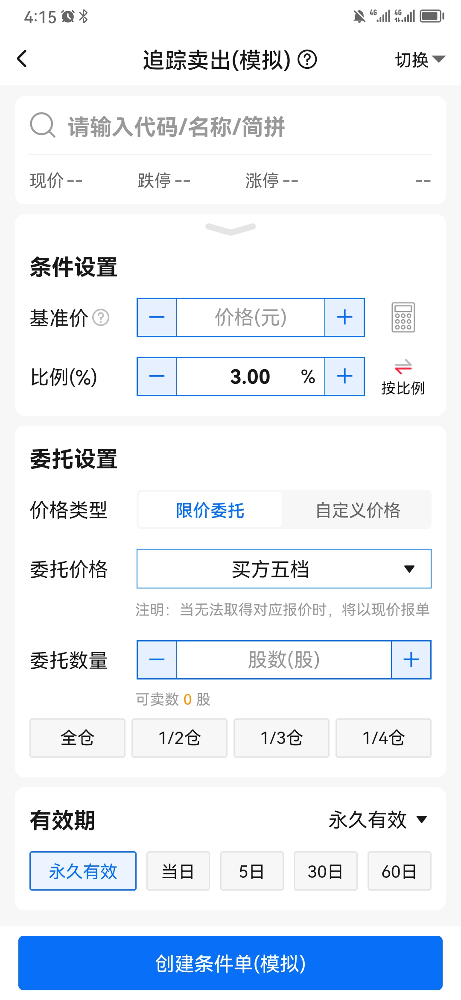 4:15 4G 4G
追踪卖出(模拟) ? 切换
请输入代码/名称/简拼
现价 -- 跌停 -- 涨停 -- --
条件设置
基准价 ? − 价格(元) +
比例(%) − 3.00 % +
按比例
委托设置
价格类型 限价委托 自定义价格
委托价格 买方五档
注明：当无法取得对应报价时，将以现价报单
委托数量 − 股数(股) +
可卖数 0 股
全仓 1/2仓 1/3仓 1/4仓
有效期 永久有效
永久有效 当日 5日 30日 60日
创建条件单(模拟)